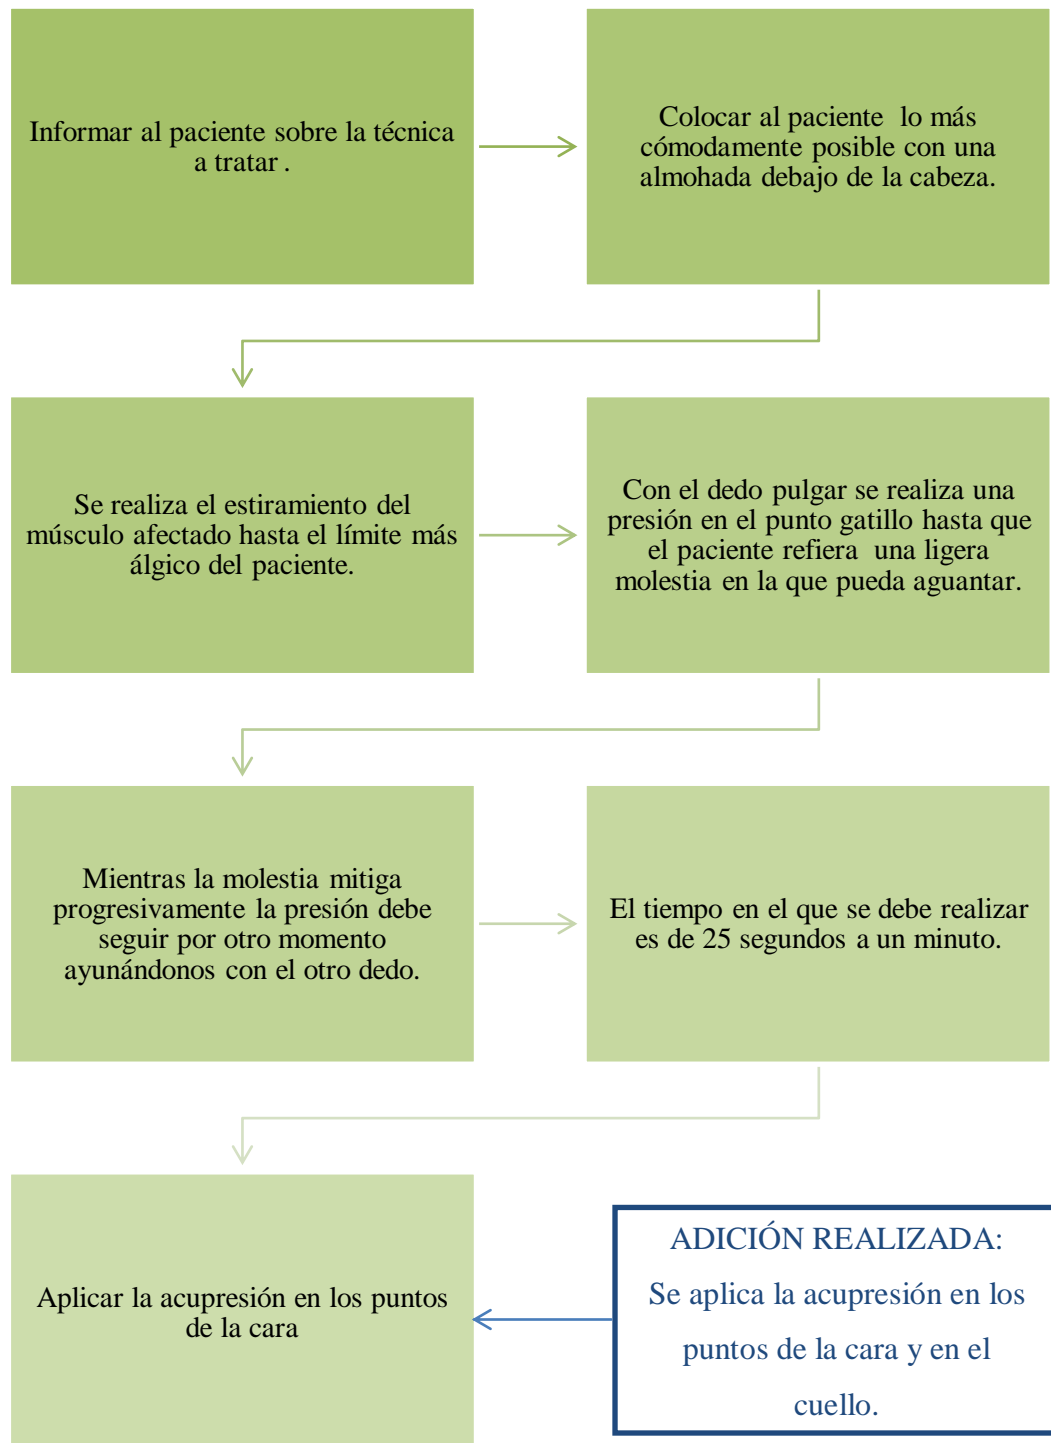 Informar al paciente sobre la técnica
a tratar .
Colocar al paciente lo más
cómodamente posible con una
almohada debajo de la cabeza.
Se realiza el estiramiento del
músculo afectado hasta el límite más
álgico del paciente.
Con el dedo pulgar se realiza una
presión en el punto gatillo hasta que
el paciente refiera una ligera
molestia en la que pueda aguantar.
Mientras la molestia mitiga
progresivamente la presión debe
seguir por otro momento
ayunándonos con el otro dedo.
El tiempo en el que se debe realizar
es de 25 segundos a un minuto.
Aplicar la acupresión en los puntos
de la cara
ADICIÓN REALIZADA:
Se aplica la acupresión en los
puntos de la cara y en el
cuello.